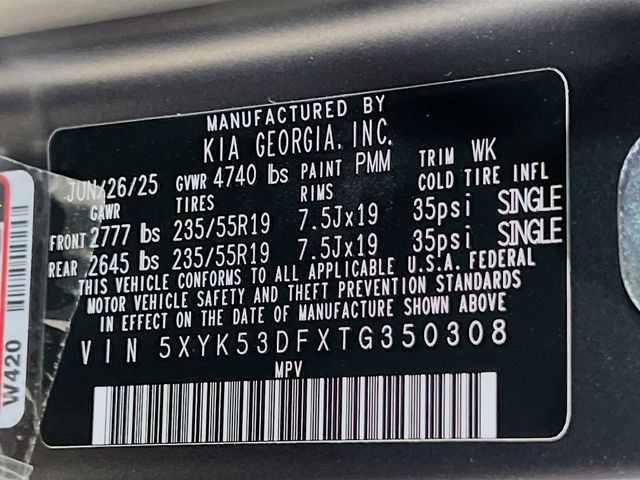 MANUFACTURED BY
KIA GEORGIA, INC.
JUN/26/25 GVWR 4740 lbs PAINT PMM TRIM WK
GAWR TIRES RIMS COLD TIRE INFL
FRONT 2777 lbs 235/55R19 7.5Jx19 35psi SINGLE
REAR 2645 lbs 235/55R19 7.5Jx19 35psi SINGLE
THIS VEHICLE CONFORMS TO ALL APPLICABLE U.S.A. FEDERAL
MOTOR VEHICLE SAFETY AND THEFT PREVENTION STANDARDS
IN EFFECT ON THE DATE OF MANUFACTURE SHOWN ABOVE
VIN 5XYK53DFXTG350308
MPV
W420